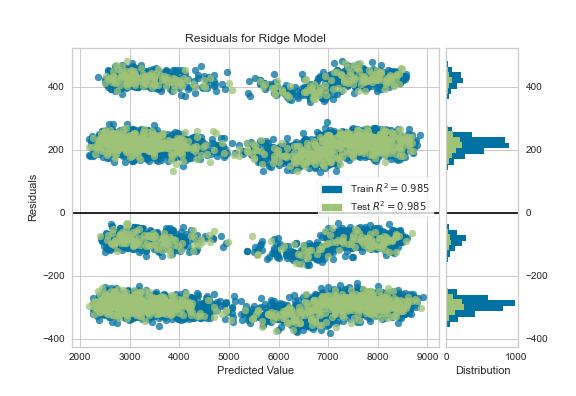 Residuals for Ridge Model
Residuals
400
200
0
−200
−400
Train R² = 0.985
Test R² = 0.985
2000 3000 4000 5000 6000 7000 8000 9000
Predicted Value
400
200
0
−200
−400
0 1000
Distribution